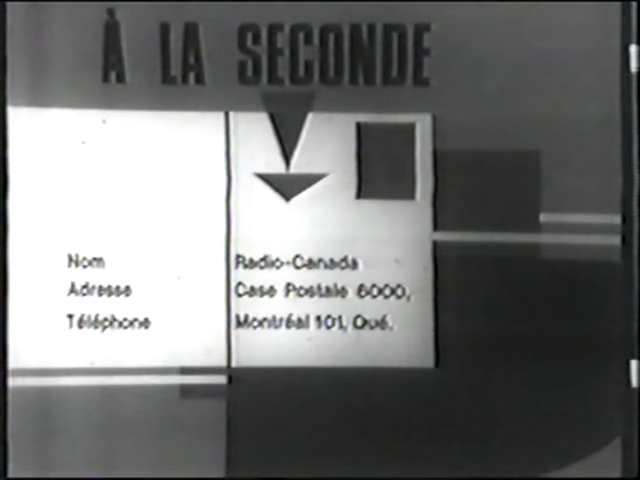 À LA SECONDE
Nom
Adresse
Téléphone
Radio-Canada
Case Postale 6000,
Montréal 101, Qué.